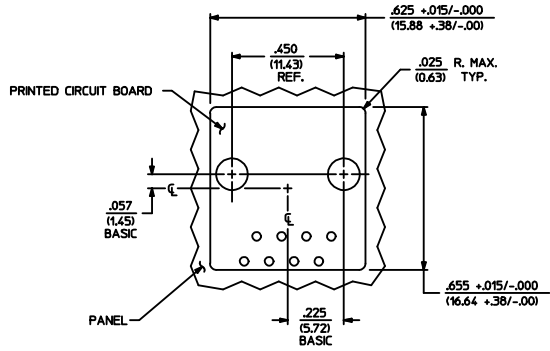 .625 +.015/-.000
(15.88 +.38/-.00)
.450
(11.43)
REF.
.025 R. MAX.
(0.63) TYP.
PRINTED CIRCUIT BOARD
℄
.057
(1.45)
BASIC
℄
.655 +.015/-.000
(16.64 +.38/-.00)
.225
(5.72)
BASIC
PANEL